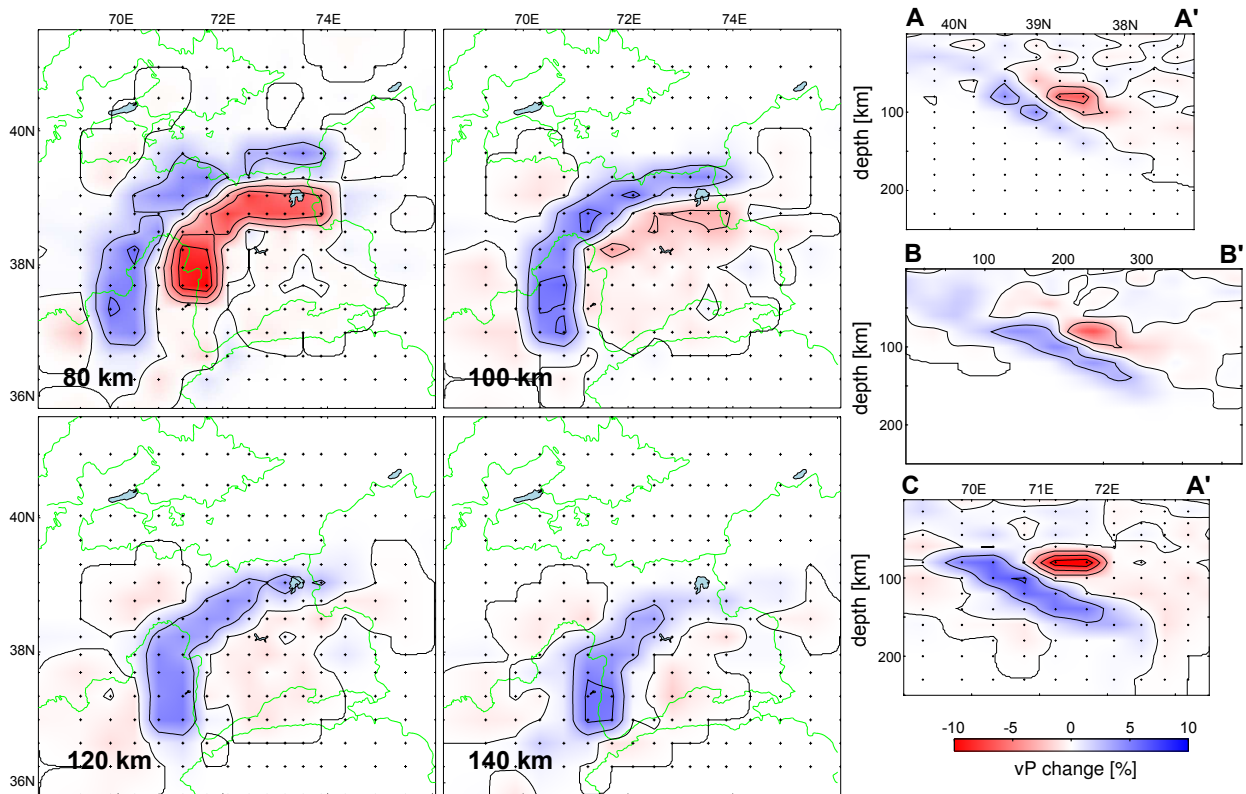 70E 72E 74E
70E 72E 74E
40N
38N
36N
80 km
100 km
40N
38N
36N
120 km
140 km
A A'
40N 39N 38N
depth [km]
100
200
B B'
100 200 300
depth [km]
100
200
C A'
70E 71E 72E
depth [km]
100
200
-10 -5 0 5 10
vP change [%]